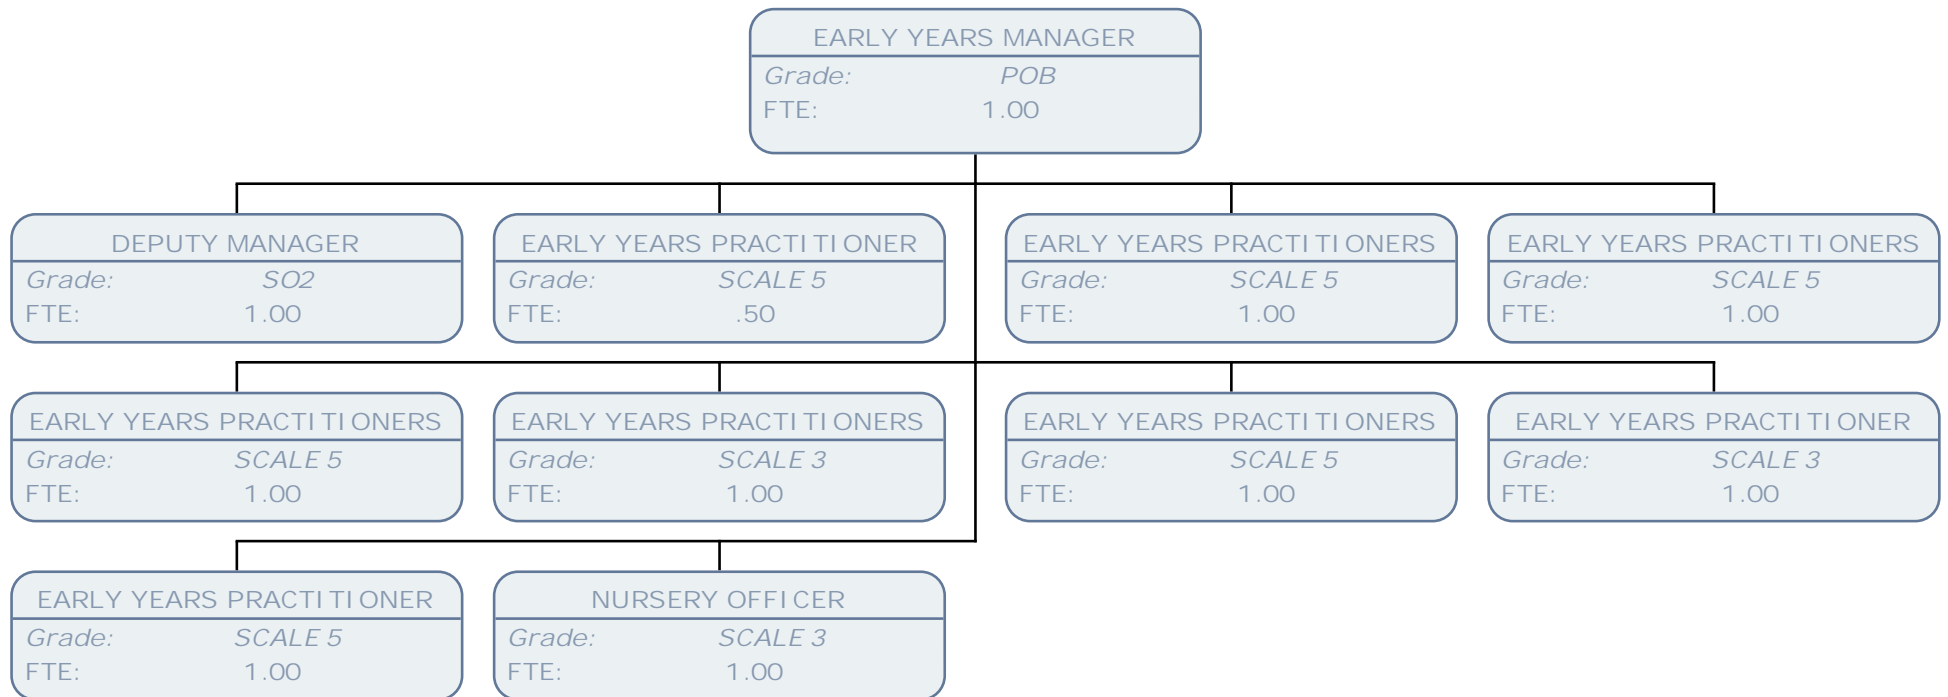 EARLY YEARS MANAGER
Grade: POB
FTE: 1.00
DEPUTY MANAGER
Grade: SO2
FTE: 1.00
EARLY YEARS PRACTITIONER
Grade: SCALE 5
FTE: .50
EARLY YEARS PRACTITIONERS
Grade: SCALE 5
FTE: 1.00
EARLY YEARS PRACTITIONERS
Grade: SCALE 5
FTE: 1.00
EARLY YEARS PRACTITIONERS
Grade: SCALE 5
FTE: 1.00
EARLY YEARS PRACTITIONERS
Grade: SCALE 3
FTE: 1.00
EARLY YEARS PRACTITIONERS
Grade: SCALE 5
FTE: 1.00
EARLY YEARS PRACTITIONER
Grade: SCALE 3
FTE: 1.00
EARLY YEARS PRACTITIONER
Grade: SCALE 5
FTE: 1.00
NURSERY OFFICER
Grade: SCALE 3
FTE: 1.00